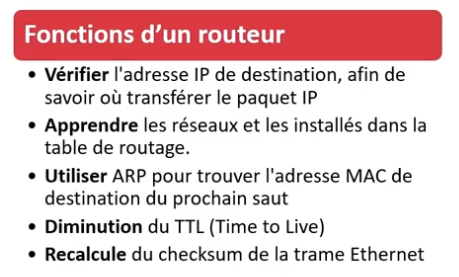 Fonctions d'un routeur
• Vérifier l'adresse IP de destination, afin de
savoir où transférer le paquet IP
• Apprendre les réseaux et les installés dans la
table de routage.
• Utiliser ARP pour trouver l'adresse MAC de
destination du prochain saut
• Diminution du TTL (Time to Live)
• Recalcule du checksum de la trame Ethernet